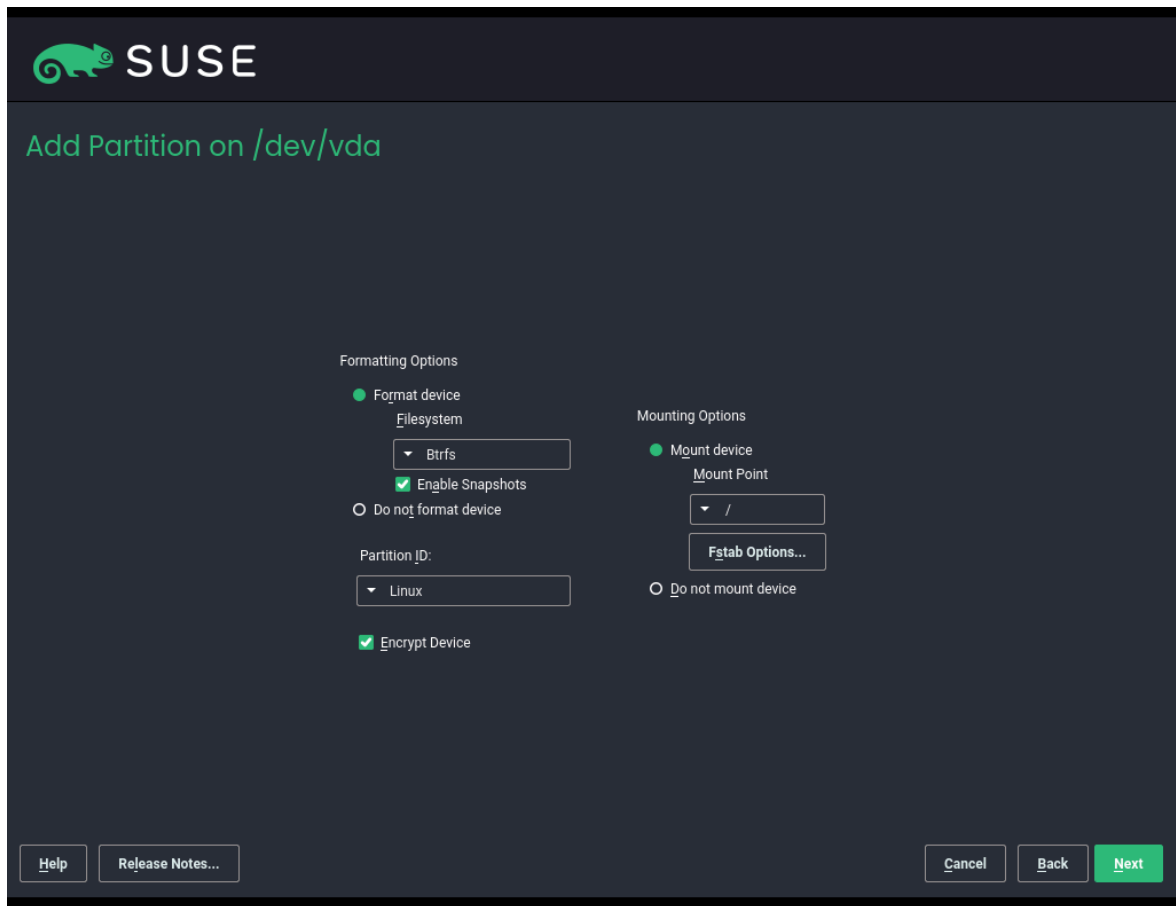 SUSE
Add Partition on /dev/vda
Formatting Options
Format device
Filesystem
Btrfs
Enable Snapshots
Do not format device
Partition ID:
Linux
Encrypt Device
Mounting Options
Mount device
Mount Point
/
Fstab Options...
Do not mount device
Help
Release Notes...
Cancel
Back
Next